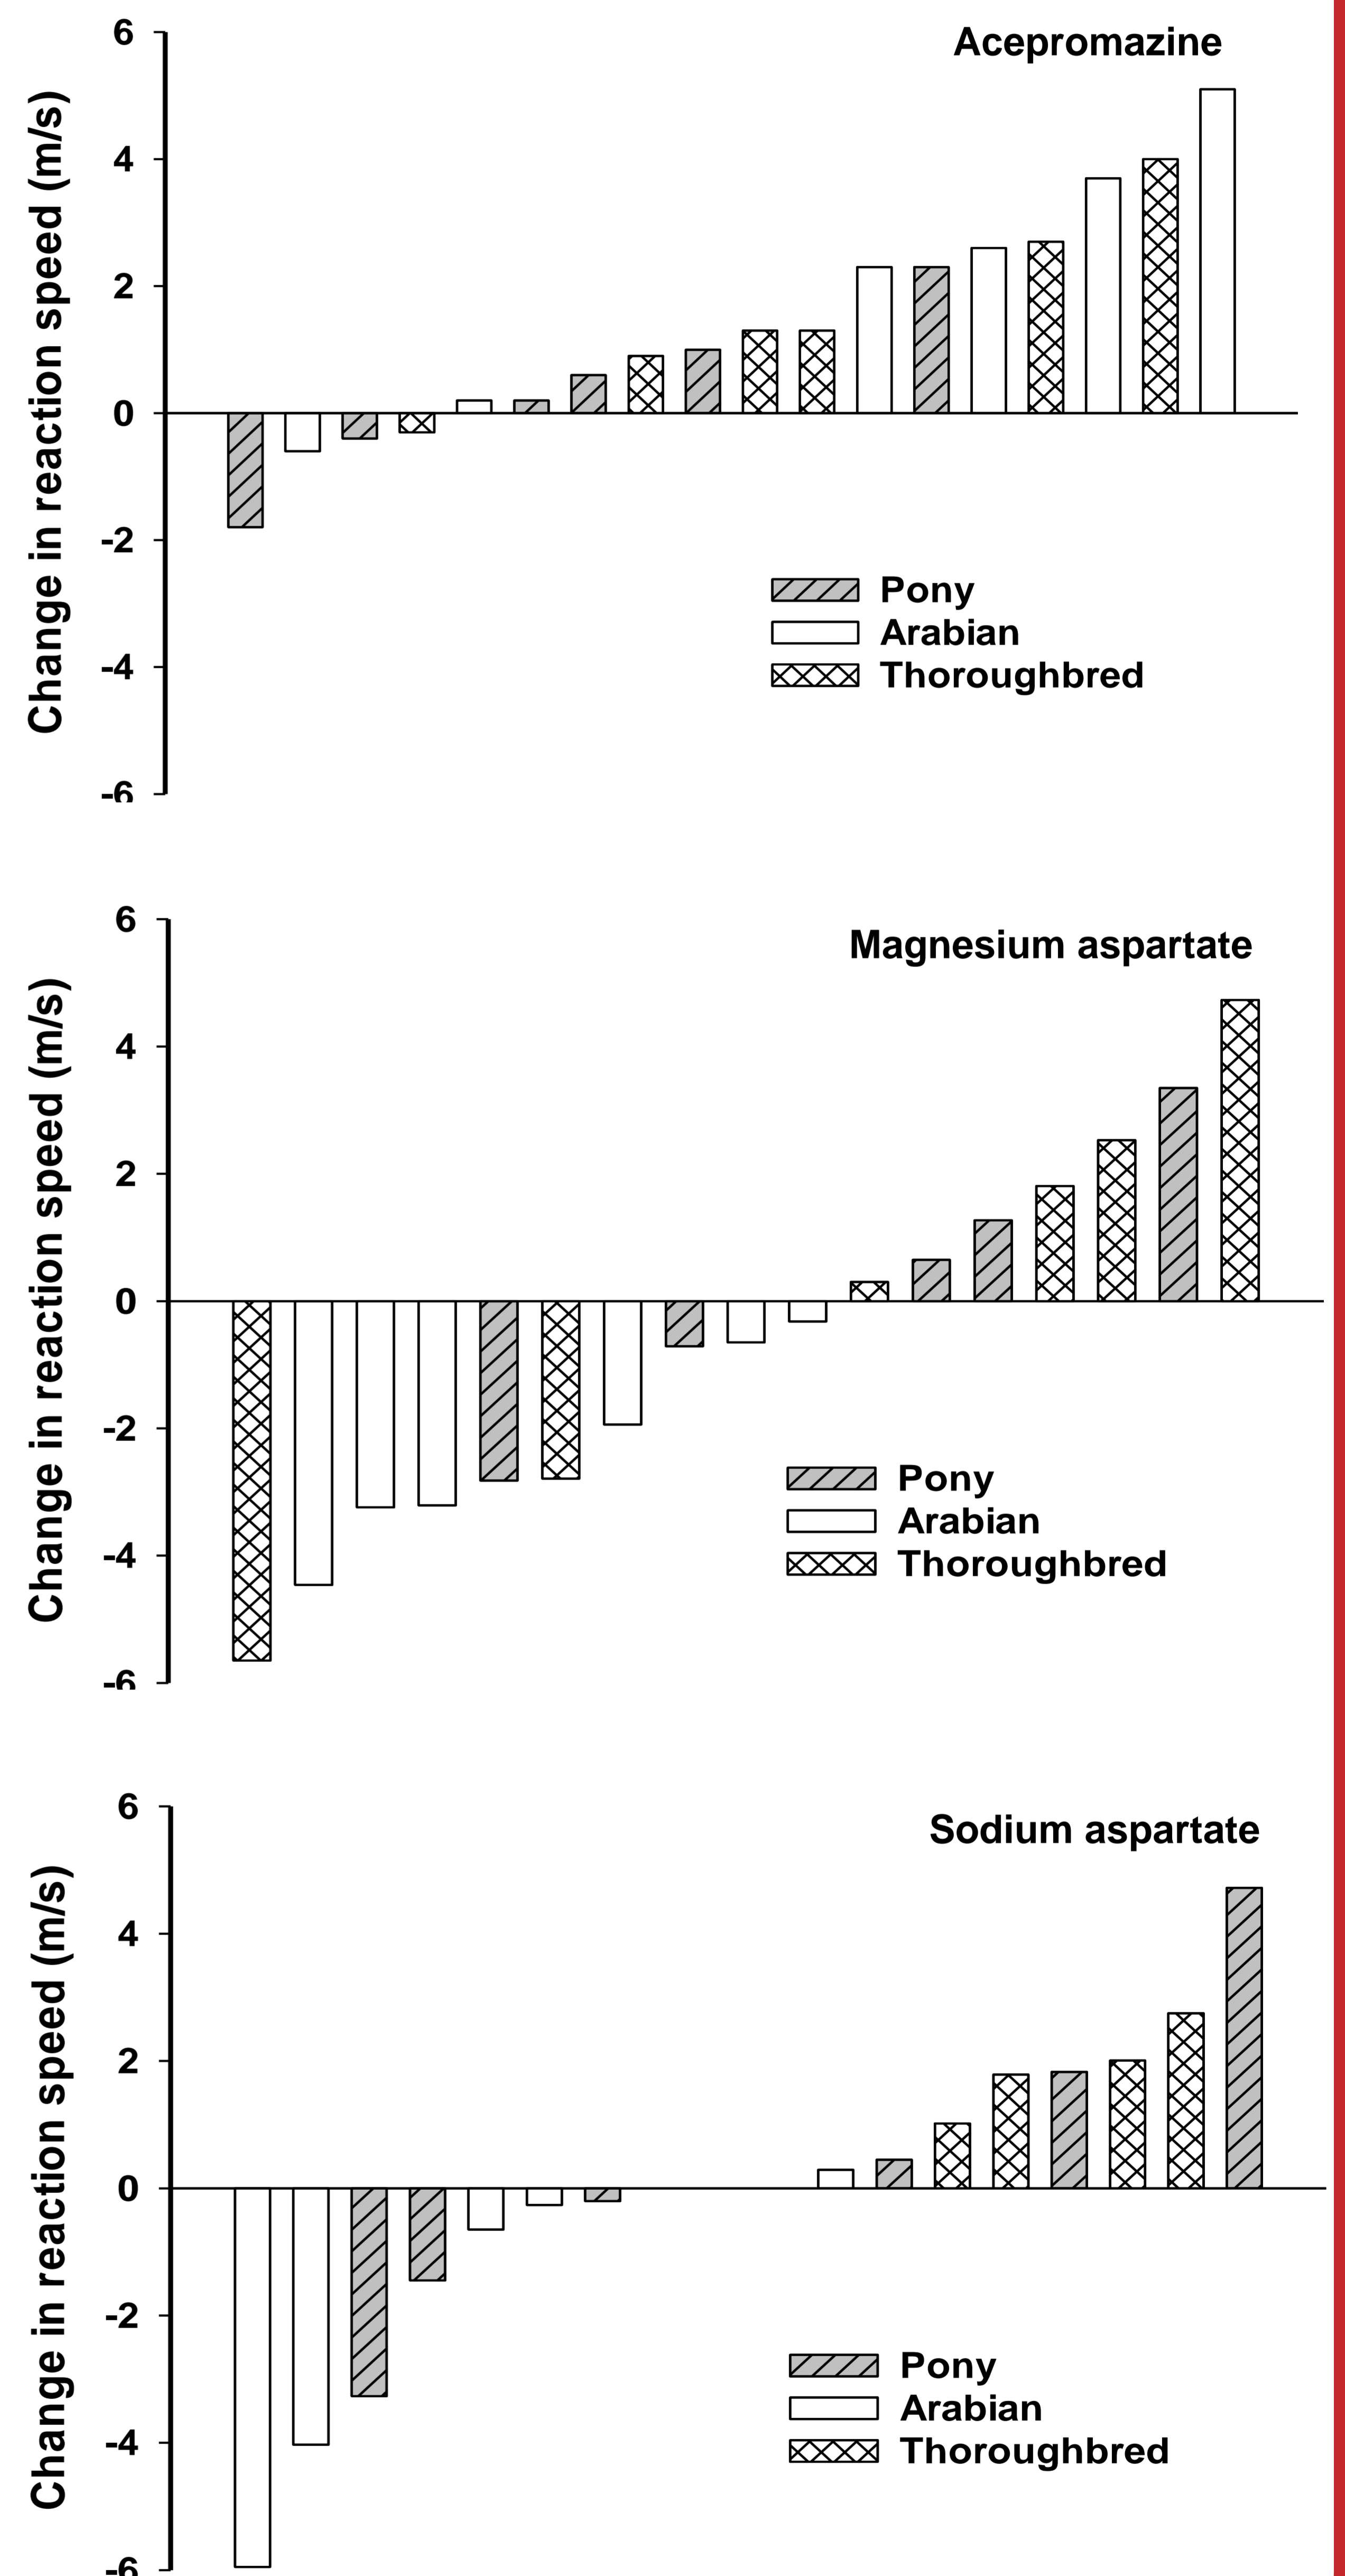 Acepromazine
Change in reaction speed (m/s)
6
4
2
0
-2
-4
-6
Pony
Arabian
Thoroughbred
Magnesium aspartate
Change in reaction speed (m/s)
6
4
2
0
-2
-4
-6
Pony
Arabian
Thoroughbred
Sodium aspartate
Change in reaction speed (m/s)
6
4
2
0
-2
-4
-6
Pony
Arabian
Thoroughbred